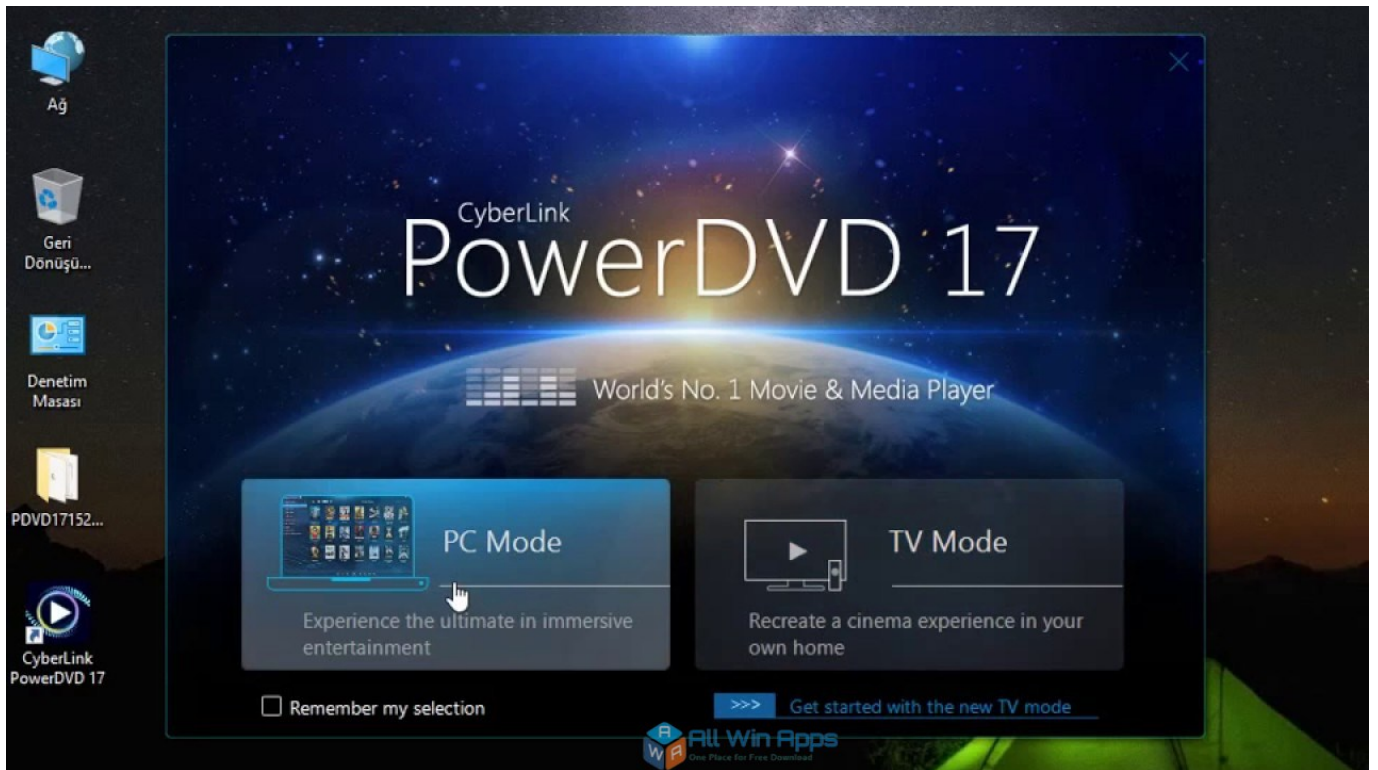 Ağ
Geri
Dönüşü...
Denetim
Masası
PDVD17152...
CyberLink
PowerDVD 17
CyberLink
PowerDVD 17
World's No. 1 Movie & Media Player
PC Mode
Experience the ultimate in immersive
entertainment
TV Mode
Recreate a cinema experience in your
own home
Remember my selection
>>> Get started with the new TV mode
AWA
All Win Apps
One Place for Free Download